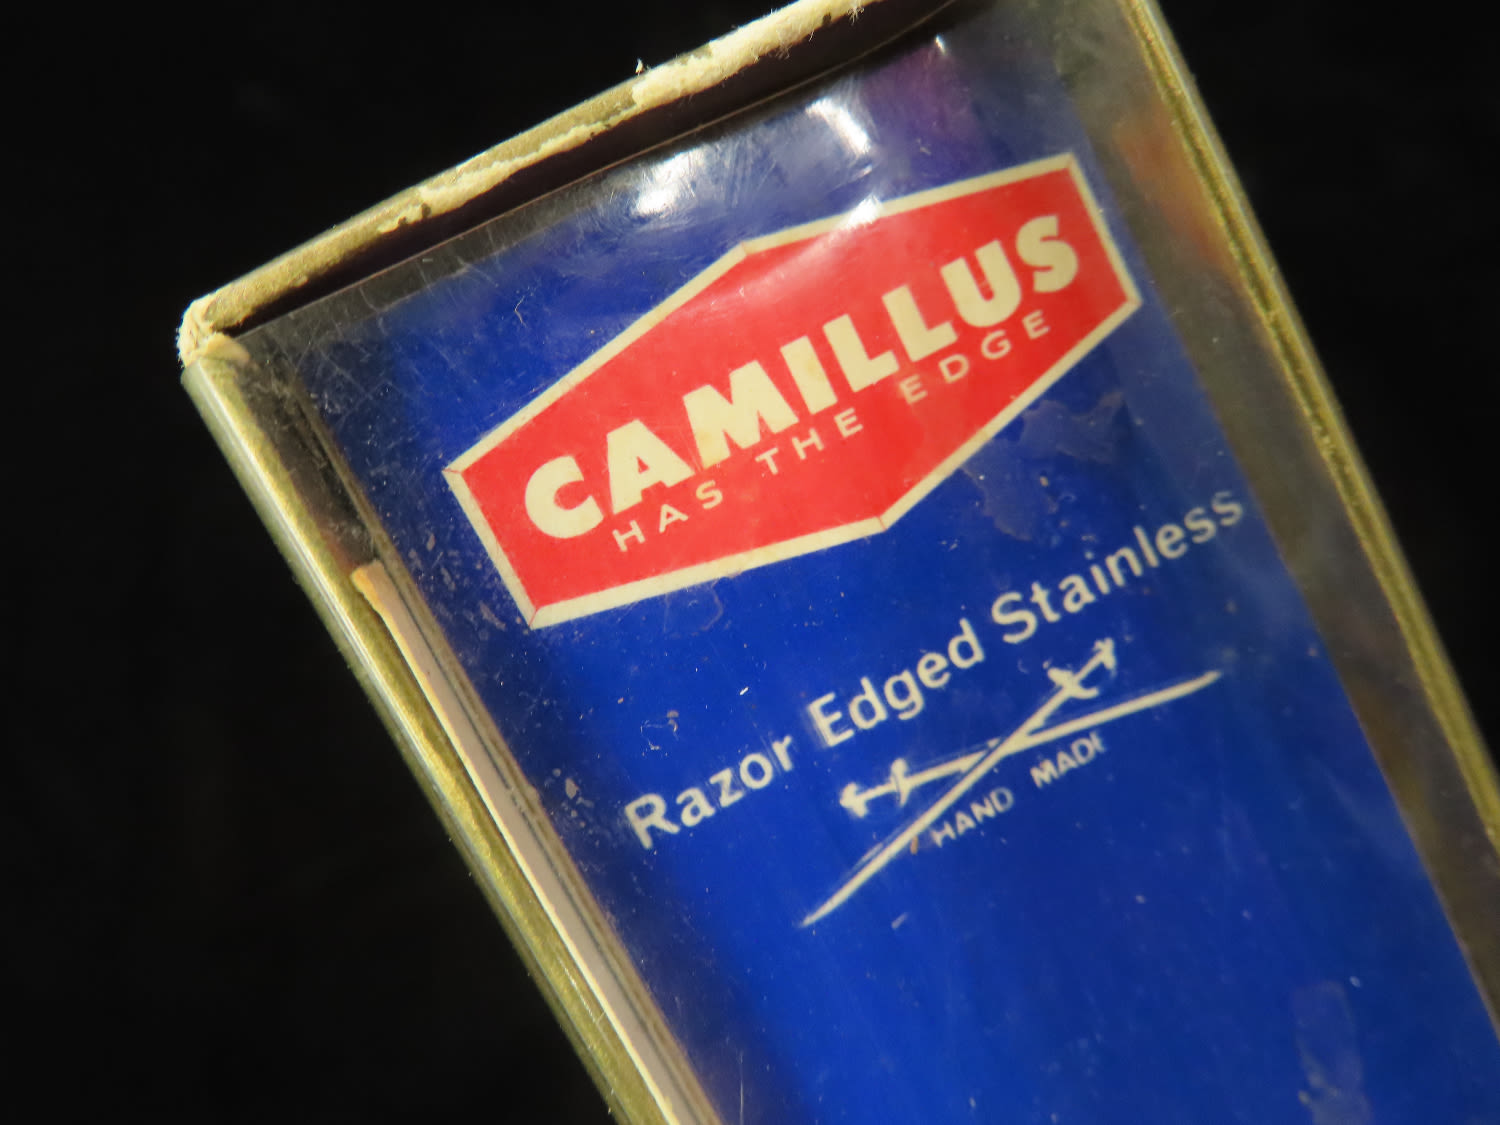 CAMILLUS
HAS THE EDGE
Razor Edged Stainless
HAND MADE